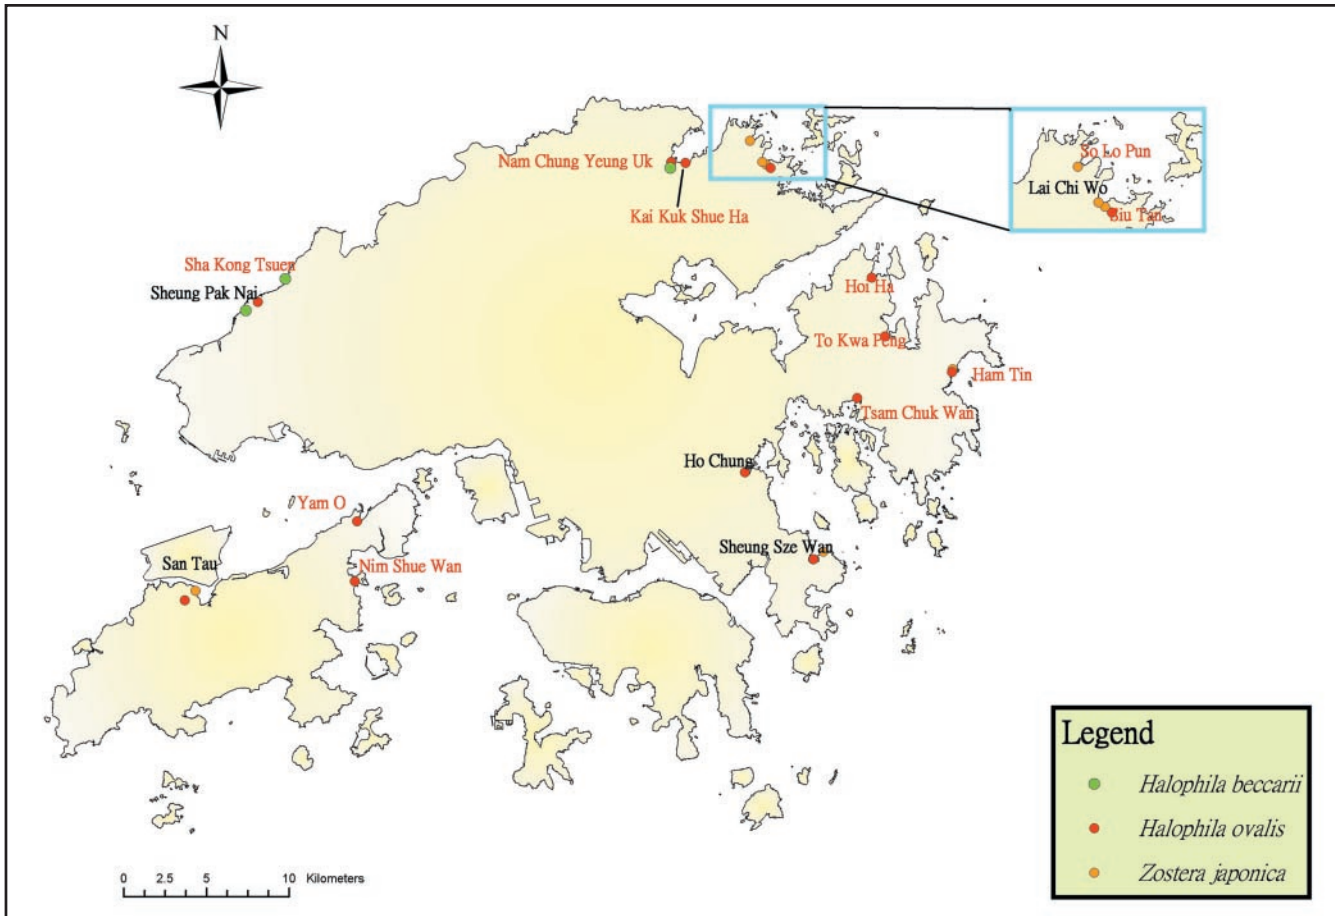 N
Nam Chung Yeung Uk
Kai Kuk Shue Ha
So Lo Pun
Lai Chi Wo
Siu Tan
Sha Kong Tsuen
Sheung Pak Nai
Hoi Ha
To Kwa Peng
Ham Tin
Tsam Chuk Wan
Ho Chung
Yam O
Sheung Sze Wan
San Tau
Nim Shue Wan
Legend
Halophila beccarii
Halophila ovalis
Zostera japonica
0 2.5 5 10 Kilometers